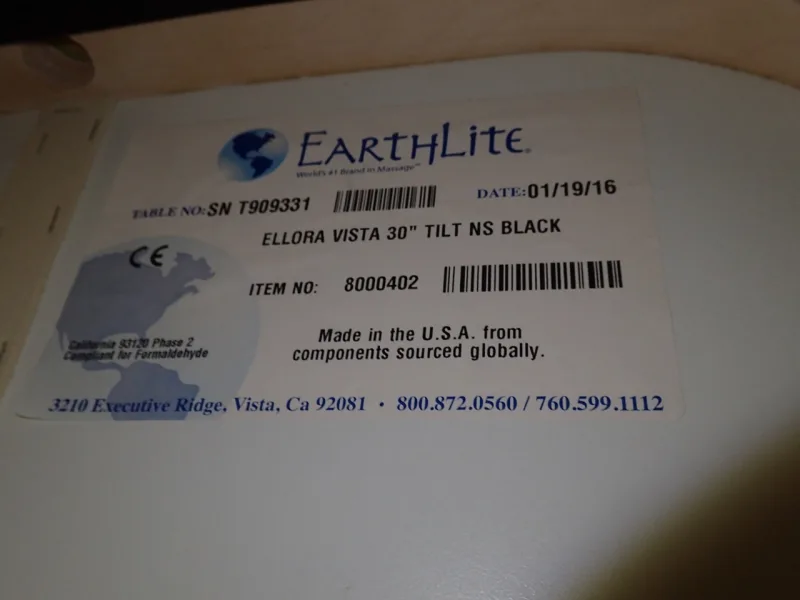 EARTHLITE®
World's #1 Brand in Massage™
TABLE NO: SN T909331
DATE: 01/19/16
ELLORA VISTA 30" TILT NS BLACK
CE
ITEM NO: 8000402
California 93120 Phase 2
Compliant for Formaldehyde
Made in the U.S.A. from
components sourced globally.
3210 Executive Ridge, Vista, Ca 92081 · 800.872.0560 / 760.599.1112